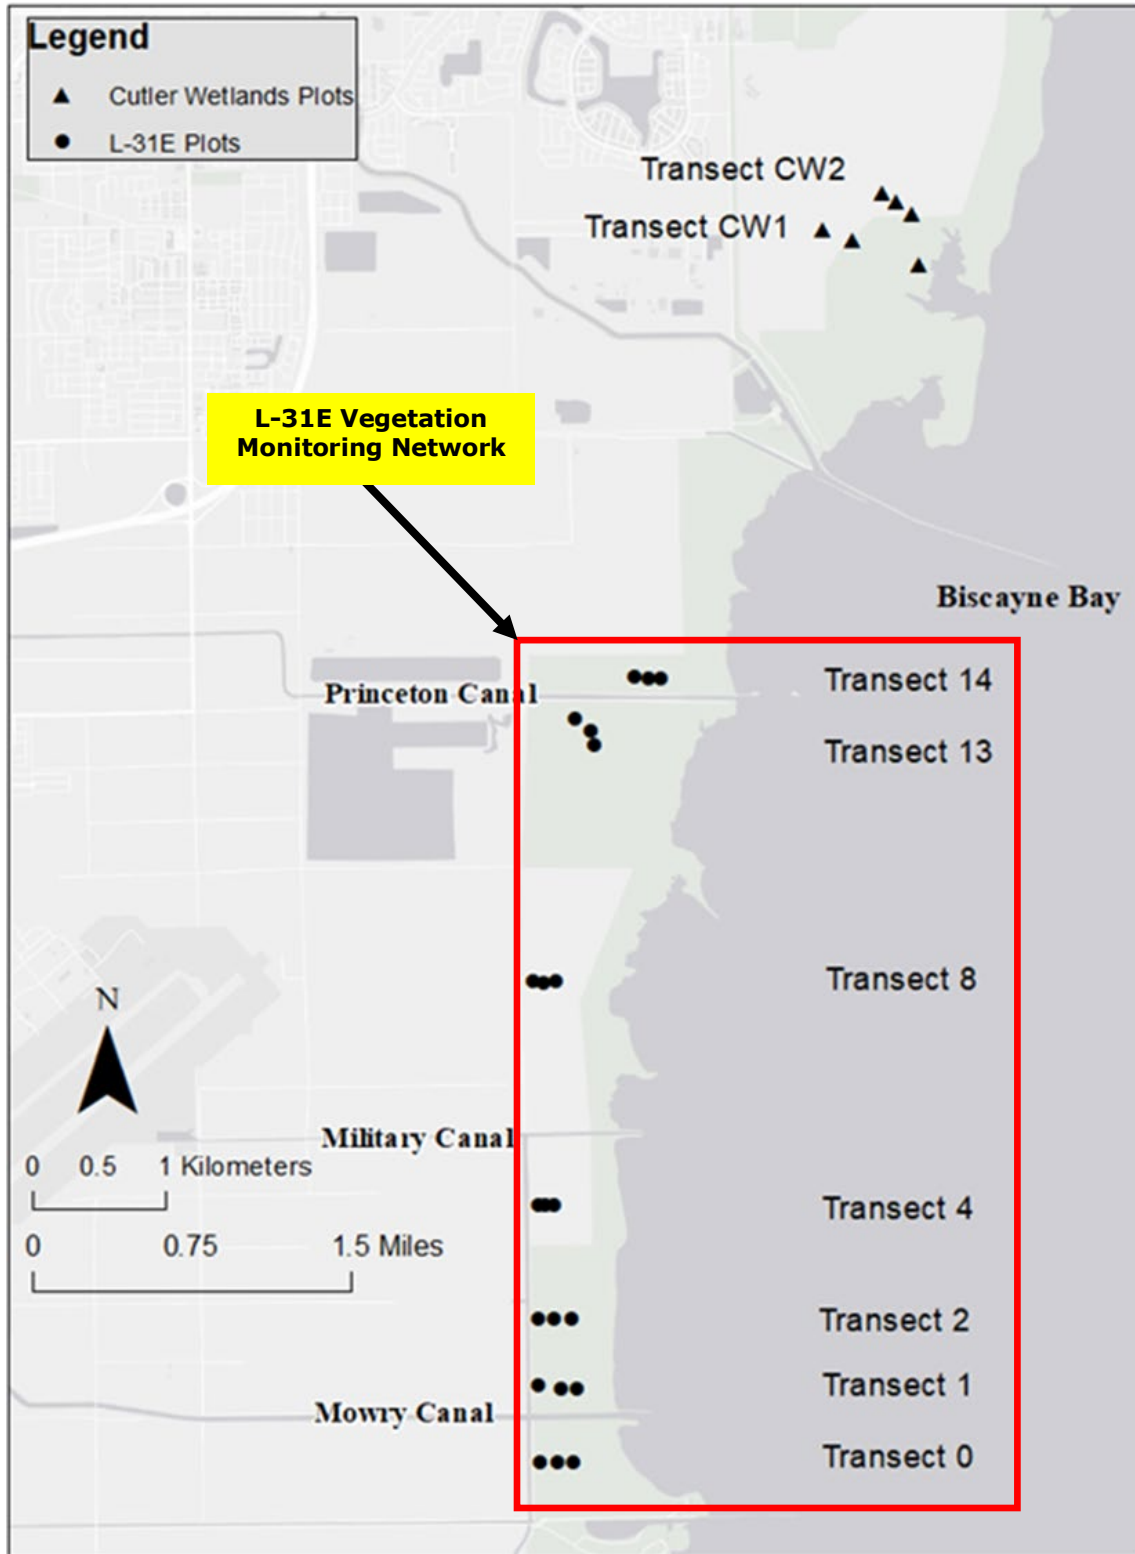 Legend
Cutler Wetlands Plots
L-31E Plots
Transect CW2
Transect CW1
L-31E Vegetation
Monitoring Network
Biscayne Bay
Transect 14
Princeton Canal
Transect 13
Transect 8
N
Military Canal
0 0.5 1 Kilometers
Transect 4
0 0.75 1.5 Miles
Transect 2
Transect 1
Mowry Canal
Transect 0